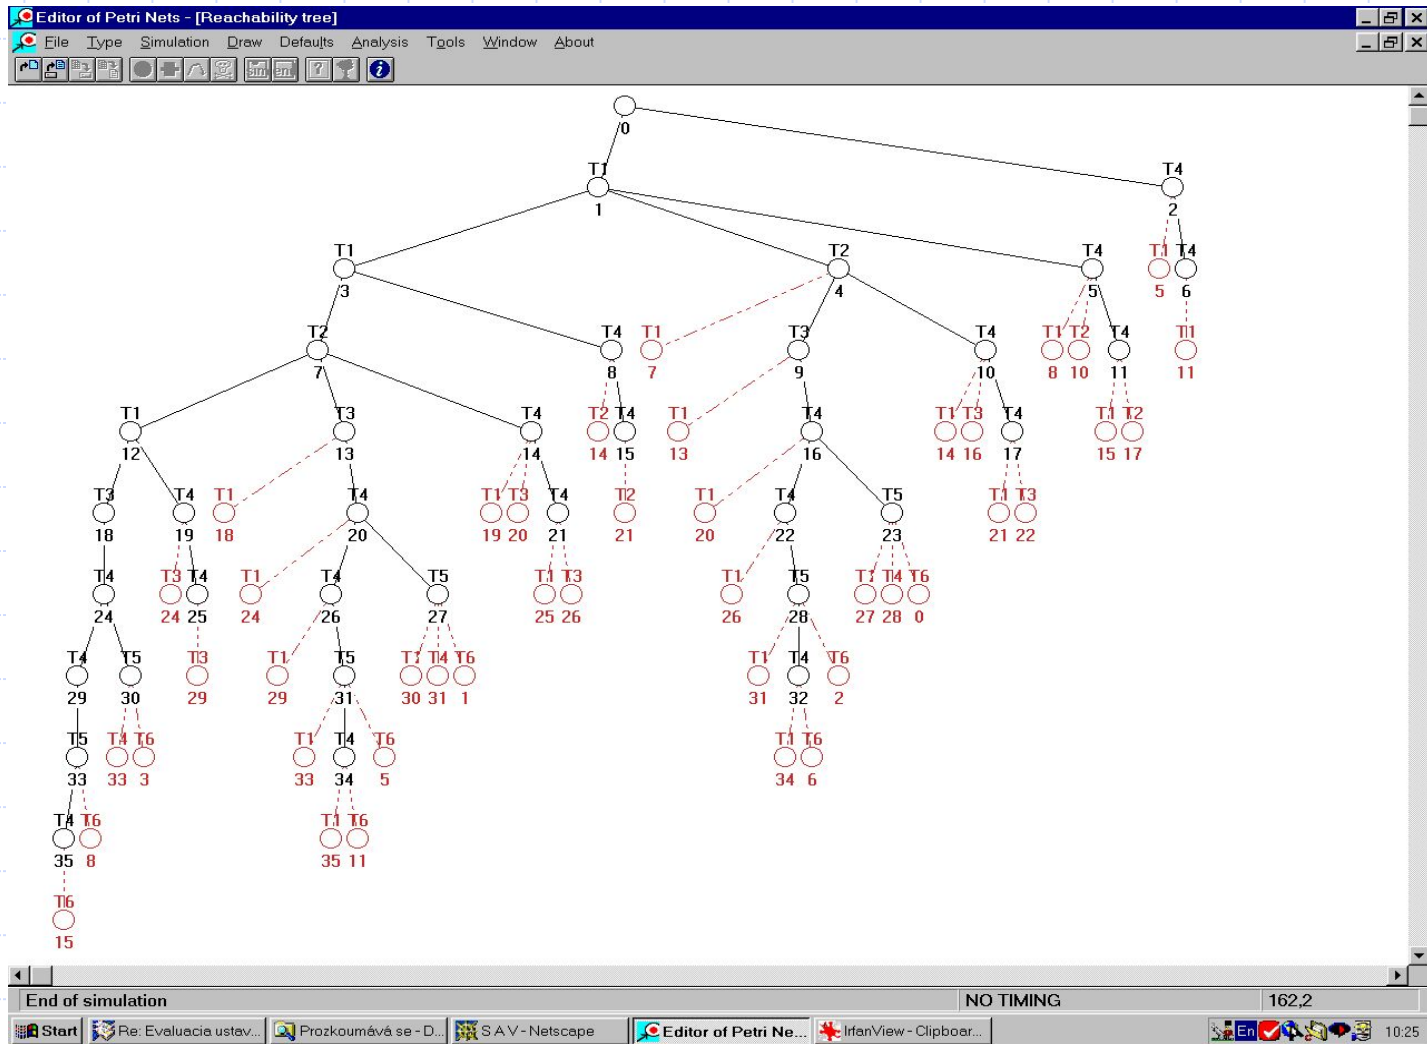 Editor of Petri Nets - [Reachability tree]
File Type Simulation Draw Defaults Analysis Tools Window About
sim ent ? i
0
T1 T4
1 2
T1 T2 T4 T1 T4
3 4 5 5 6
T2 T4 T1 T3 T4 T1 T2 T4 T1
7 8 7 9 10 8 10 11 11
T1 T3 T4 T2 T4 T1 T4 T1 T3 T4 T1 T2
12 13 14 14 15 13 16 14 16 17 15 17
T3 T4 T1 T4 T1 T3 T4 T2 T1 T4 T5 T1 T3
18 19 18 20 19 20 21 21 20 22 23 21 22
T4 T3 T4 T1 T4 T5 T1 T3 T1 T5 T1 T4 T6
24 24 25 24 26 27 25 26 26 28 27 28 0
T4 T5 T3 T1 T5 T1 T4 T6 T1 T4 T6
29 30 29 29 31 30 31 1 31 32 2
T5 T4 T6 T1 T4 T6 T1 T6
33 33 3 33 34 5 34 6
T4 T6 T1 T6
35 8 35 11
T6
15
End of simulation NO TIMING 162,2
Start Re: Evaluacia ustav... Prozkoumává se - D... S A V - Netscape Editor of Petri Ne... IrfanView - Clipboar... En 10:25